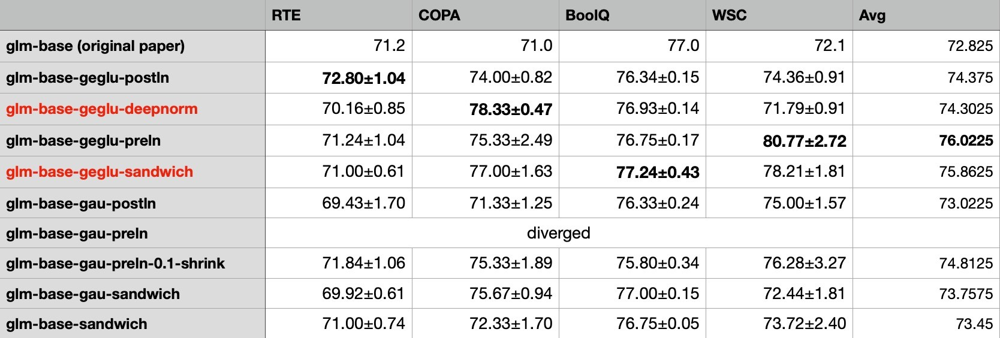 RTE COPA BoolQ WSC Avg
glm-base (original paper) 71.2 71.0 77.0 72.1 72.825
glm-base-geglu-postln 72.80±1.04 74.00±0.82 76.34±0.15 74.36±0.91 74.375
glm-base-geglu-deepnorm 70.16±0.85 78.33±0.47 76.93±0.14 71.79±0.91 74.3025
glm-base-geglu-preln 71.24±1.04 75.33±2.49 76.75±0.17 80.77±2.72 76.0225
glm-base-geglu-sandwich 71.00±0.61 77.00±1.63 77.24±0.43 78.21±1.81 75.8625
glm-base-gau-postln 69.43±1.70 71.33±1.25 76.33±0.24 75.00±1.57 73.0225
glm-base-gau-preln diverged
glm-base-gau-preln-0.1-shrink 71.84±1.06 75.33±1.89 75.80±0.34 76.28±3.27 74.8125
glm-base-gau-sandwich 69.92±0.61 75.67±0.94 77.00±0.15 72.44±1.81 73.7575
glm-base-sandwich 71.00±0.74 72.33±1.70 76.75±0.05 73.72±2.40 73.45